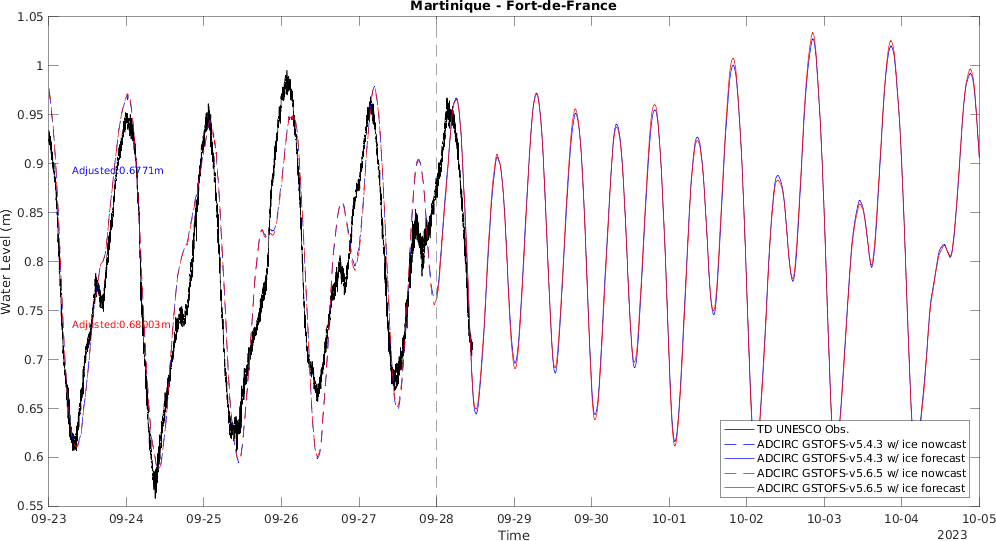 Martinique - Fort-de-France
1.05
1
0.95
0.9
0.85
0.8
0.75
0.7
0.65
0.6
0.55
Water Level (m)
Adjusted:0.6771m
Adjusted:0.68003m
TD UNESCO Obs.
ADCIRC GSTOFS-v5.4.3 w/ ice nowcast
ADCIRC GSTOFS-v5.4.3 w/ ice forecast
ADCIRC GSTOFS-v5.6.5 w/ ice nowcast
ADCIRC GSTOFS-v5.6.5 w/ ice forecast
09-23 09-24 09-25 09-26 09-27 09-28 09-29 09-30 10-01 10-02 10-03 10-04 10-05
Time
2023